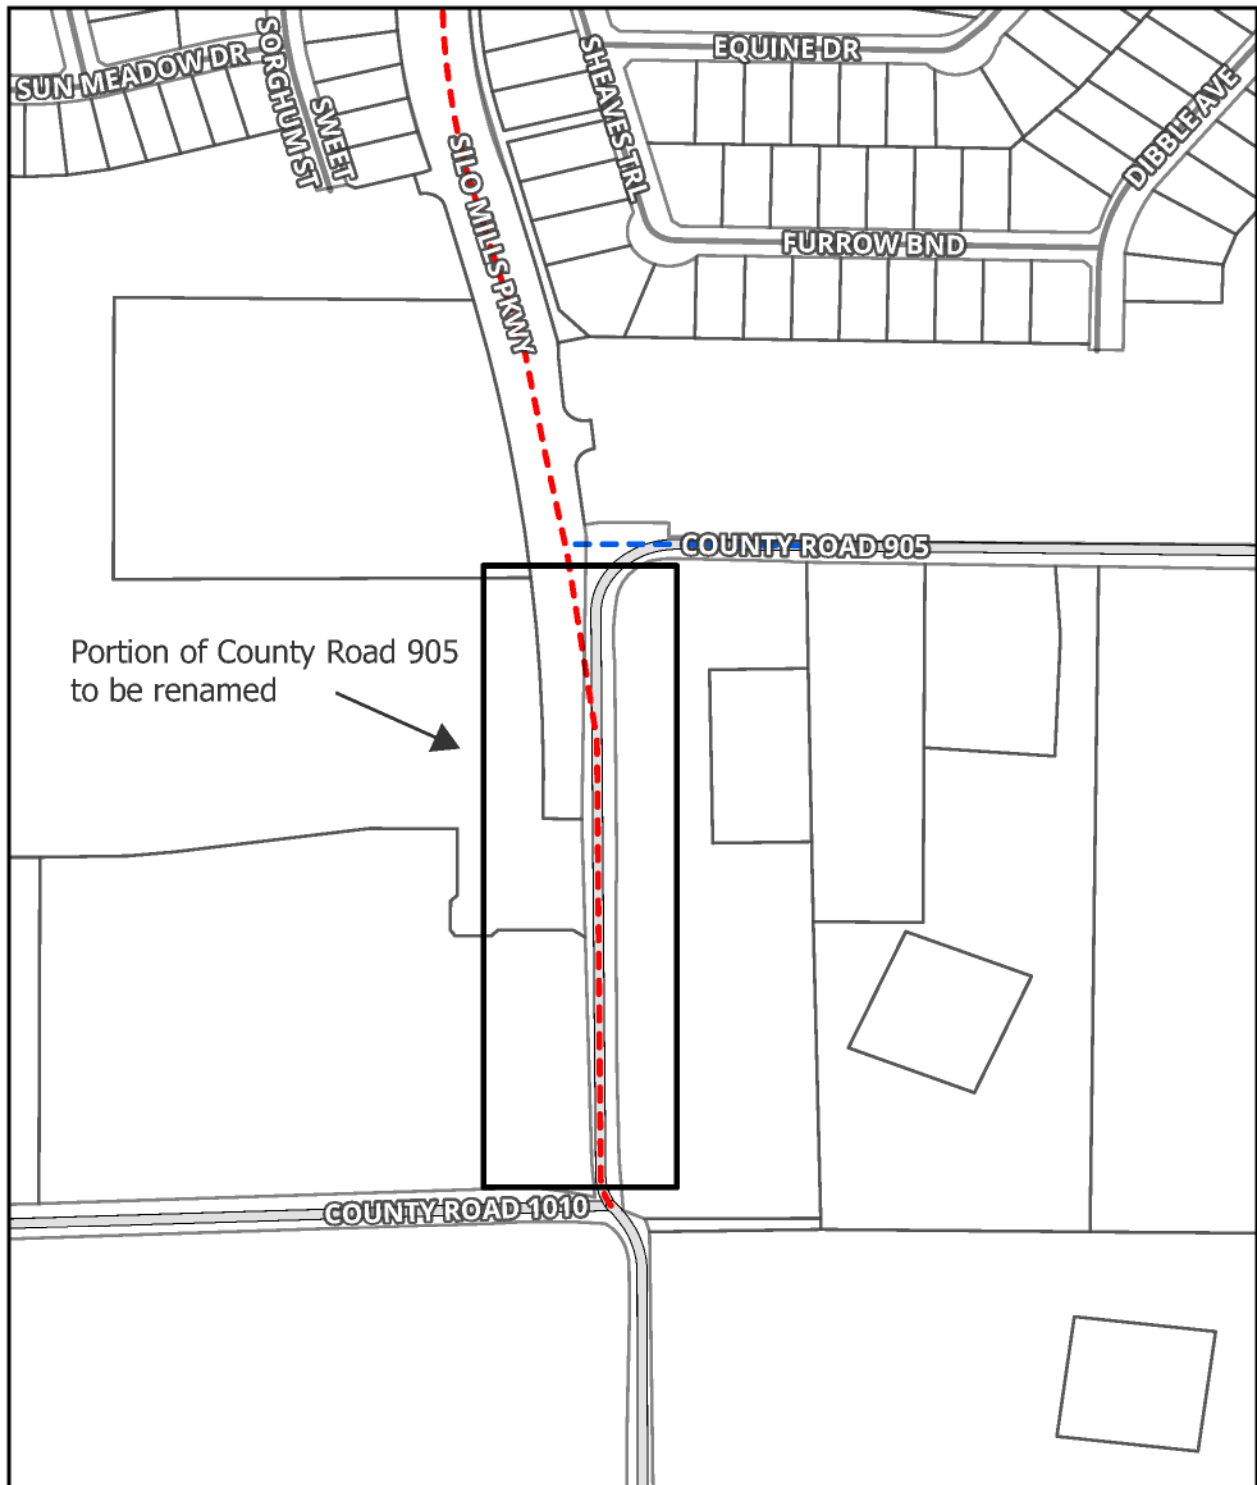 SUN MEADOW DR
SORGHUM ST
SWEET
SILO MILLS PKWY
SHEAVES TRL
EQUINE DR
DIBBLE AVE
FURROW BND
COUNTY ROAD 905
Portion of County Road 905
to be renamed
COUNTY ROAD 1010